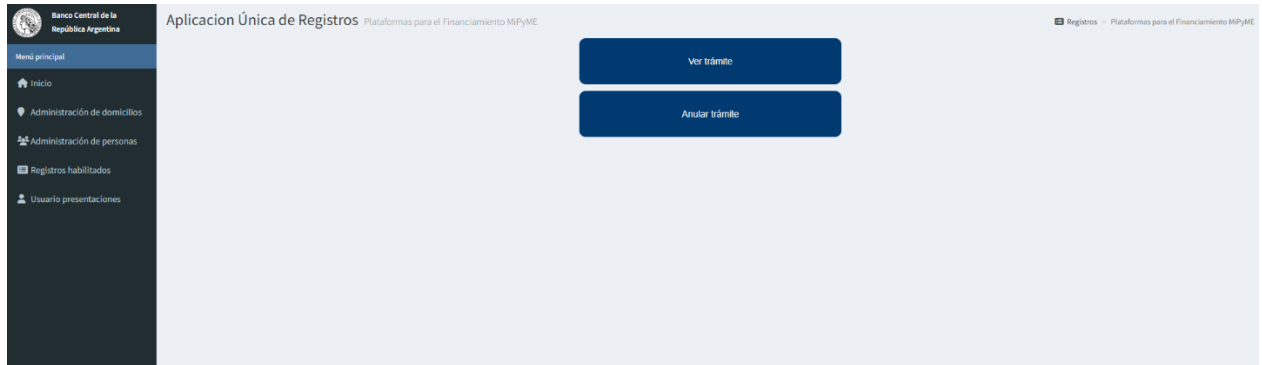 Banco Central de la
República Argentina
Aplicacion Única de Registros Plataformas para el Financiamiento MiPyME
Registros > Plataformas para el Financiamiento MiPyME
Menú principal
Inicio
Administración de domicilios
Administración de personas
Registros habilitados
Usuario presentaciones
Ver trámite
Anular trámite